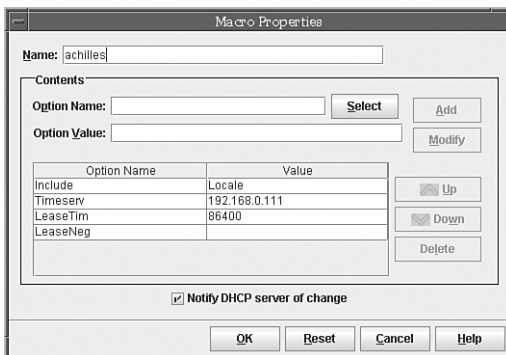 Macro Properties
Name: achilles
Contents
Option Name: Select Add
Option Value: Modify
Option Name Value
Include Locale
Timeserv 192.168.0.111
LeaseTim 86400
LeaseNeg
Up
Down
Delete
Notify DHCP server of change
OK Reset Cancel Help